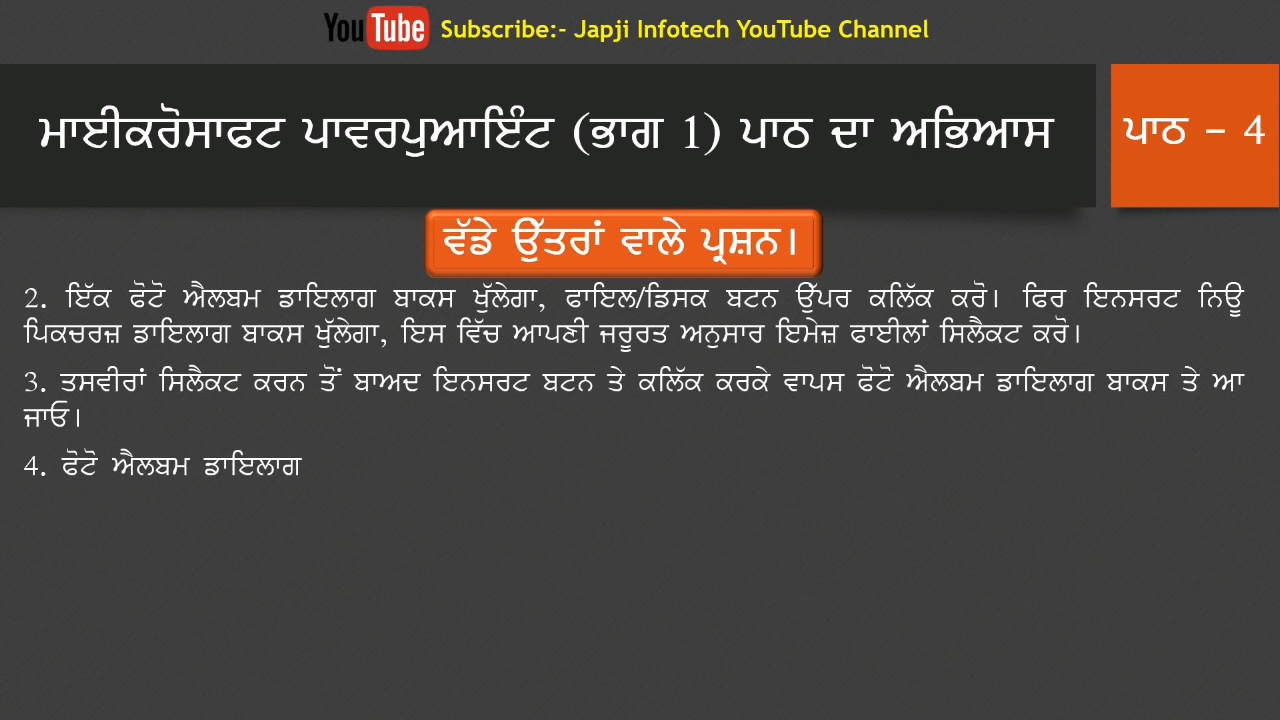 YouTube Subscribe:- Japji Infotech YouTube Channel
ਮਾਈਕਰੋਸਾਫਟ ਪਾਵਰਪੁਆਇੰਟ (ਭਾਗ 1) ਪਾਠ ਦਾ ਅਭਿਆਸ
ਪਾਠ – 4
ਵੱਡੇ ਉੱਤਰਾਂ ਵਾਲੇ ਪ੍ਰਸ਼ਨ।
2. ਇੱਕ ਫੋਟੋ ਐਲਬਮ ਡਾਇਲਾਗ ਬਾਕਸ ਖੁੱਲੇਗਾ, ਫਾਇਲ/ਡਿਸਕ ਬਟਨ ਉੱਪਰ ਕਲਿੱਕ ਕਰੋ। ਫਿਰ ਇਨਸਰਟ ਨਿਊ
ਪਿਕਚਰਜ਼ ਡਾਇਲਾਗ ਬਾਕਸ ਖੁੱਲੇਗਾ, ਇਸ ਵਿੱਚ ਆਪਣੀ ਜਰੂਰਤ ਅਨੁਸਾਰ ਇਮੇਜ਼ ਫਾਈਲਾਂ ਸਿਲੈਕਟ ਕਰੋ।
3. ਤਸਵੀਰਾਂ ਸਿਲੈਕਟ ਕਰਨ ਤੋਂ ਬਾਅਦ ਇਨਸਰਟ ਬਟਨ ਤੇ ਕਲਿੱਕ ਕਰਕੇ ਵਾਪਸ ਫੋਟੋ ਐਲਬਮ ਡਾਇਲਾਗ ਬਾਕਸ ਤੇ ਆ
ਜਾਓ।
4. ਫੋਟੋ ਐਲਬਮ ਡਾਇਲਾਗ